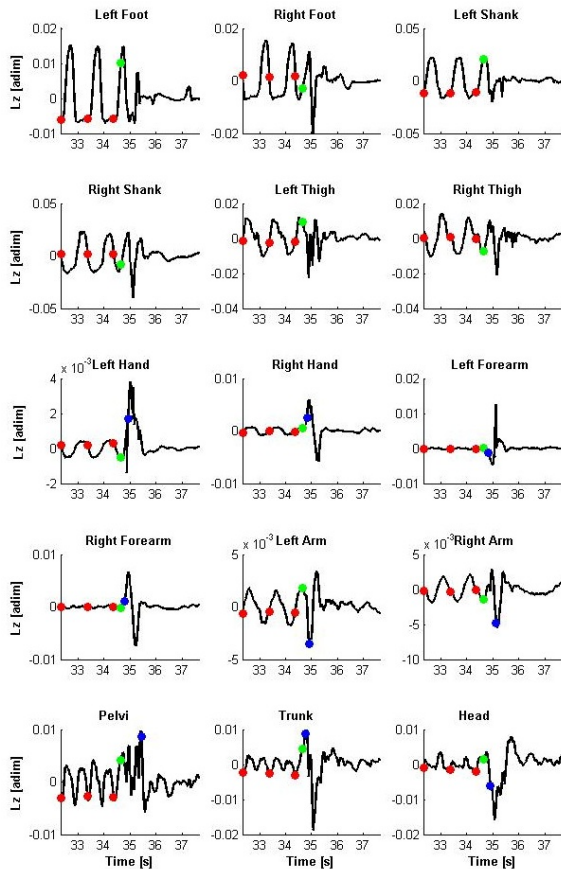 Left Foot Right Foot Left Shank
Lz [adim] 0.02 0.01 0 -0.01 0.02 0 -0.02 0.05 0 -0.05
33 34 35 36 37 33 34 35 36 37 33 34 35 36 37
Right Shank Left Thigh Right Thigh
Lz [adim] 0.05 0 -0.05 0.02 0 -0.02 -0.04 0.02 0 -0.02 -0.04
33 34 35 36 37 33 34 35 36 37 33 34 35 36 37
x 10⁻³ Left Hand Right Hand Left Forearm
Lz [adim] 4 2 0 -2 0.01 0 -0.01 0.02 0.01 0 -0.01
33 34 35 36 37 33 34 35 36 37 33 34 35 36 37
Right Forearm x 10⁻³ Left Arm x 10⁻³ Right Arm
Lz [adim] 0.01 0 -0.01 5 0 -5 5 0 -5 -10
33 34 35 36 37 33 34 35 36 37 33 34 35 36 37
Pelvi Trunk Head
Lz [adim] 0.01 0 -0.01 0.01 0 -0.01 -0.02 0.01 0 -0.01 -0.02
33 34 35 36 37 33 34 35 36 37 33 34 35 36 37
Time [s] Time [s] Time [s]